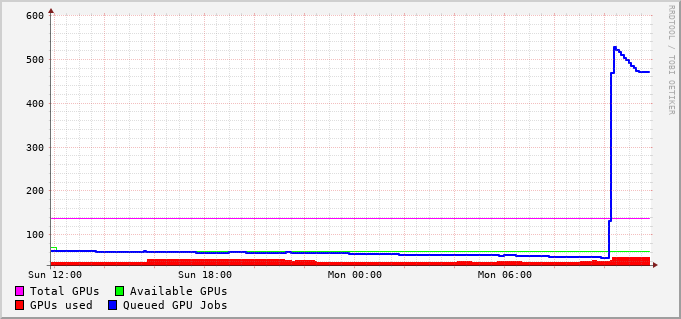 600
500
400
300
200
100
Sun 12:00 Sun 18:00 Mon 00:00 Mon 06:00
Total GPUs Available GPUs
GPUs used Queued GPU Jobs
RRDTOOL / TOBI OETIKER